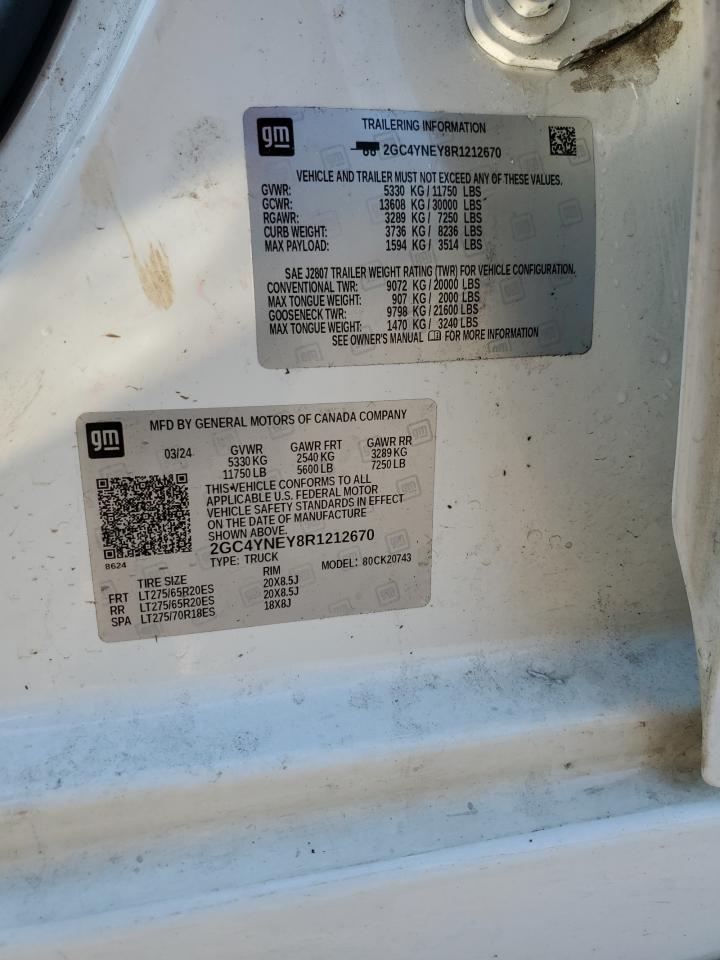 gm
TRAILERING INFORMATION
2GC4YNEY8R1212670
VEHICLE AND TRAILER MUST NOT EXCEED ANY OF THESE VALUES.
GVWR: 5330 KG / 11750 LBS
GCWR: 13608 KG / 30000 LBS
RGAWR: 3289 KG / 7250 LBS
CURB WEIGHT: 3736 KG / 8236 LBS
MAX PAYLOAD: 1594 KG / 3514 LBS
SAE J2807 TRAILER WEIGHT RATING (TWR) FOR VEHICLE CONFIGURATION.
CONVENTIONAL TWR: 9072 KG / 20000 LBS
MAX TONGUE WEIGHT: 907 KG / 2000 LBS
GOOSENECK TWR: 9798 KG / 21600 LBS
MAX TONGUE WEIGHT: 1470 KG / 3240 LBS
SEE OWNER'S MANUAL FOR MORE INFORMATION
gm
MFD BY GENERAL MOTORS OF CANADA COMPANY
03/24 GVWR GAWR FRT GAWR RR
5330 KG 2540 KG 3289 KG
11750 LB 5600 LB 7250 LB
THIS VEHICLE CONFORMS TO ALL
APPLICABLE U.S. FEDERAL MOTOR
VEHICLE SAFETY STANDARDS IN EFFECT
ON THE DATE OF MANUFACTURE
SHOWN ABOVE.
2GC4YNEY8R1212670
8624
TYPE: TRUCK MODEL: 80CK20743
TIRE SIZE RIM
FRT LT275/65R20ES 20X8.5J
RR LT275/65R20ES 20X8.5J
SPA LT275/70R18ES 18X8J